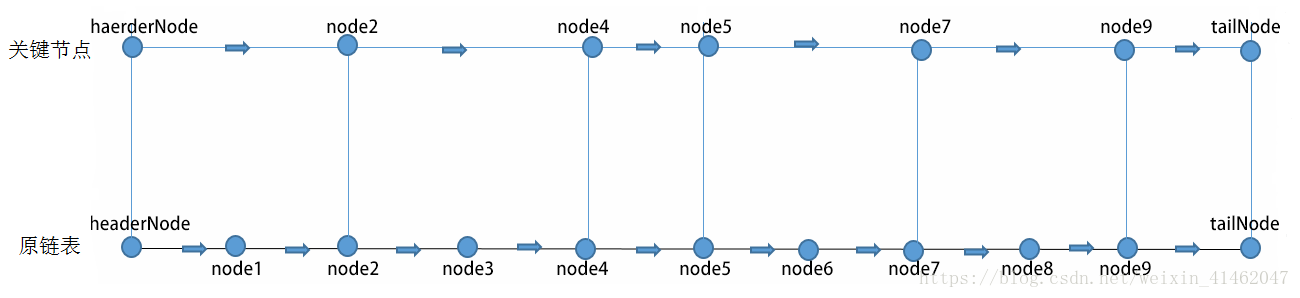 haerderNode node2 node4 node5 node7 node9 tailNode
关键节点
headerNode tailNode
原链表
node1 node2 node3 node4 node5 node6 node7 node8 node9
https://blog.csdn.net/weixin_41462047